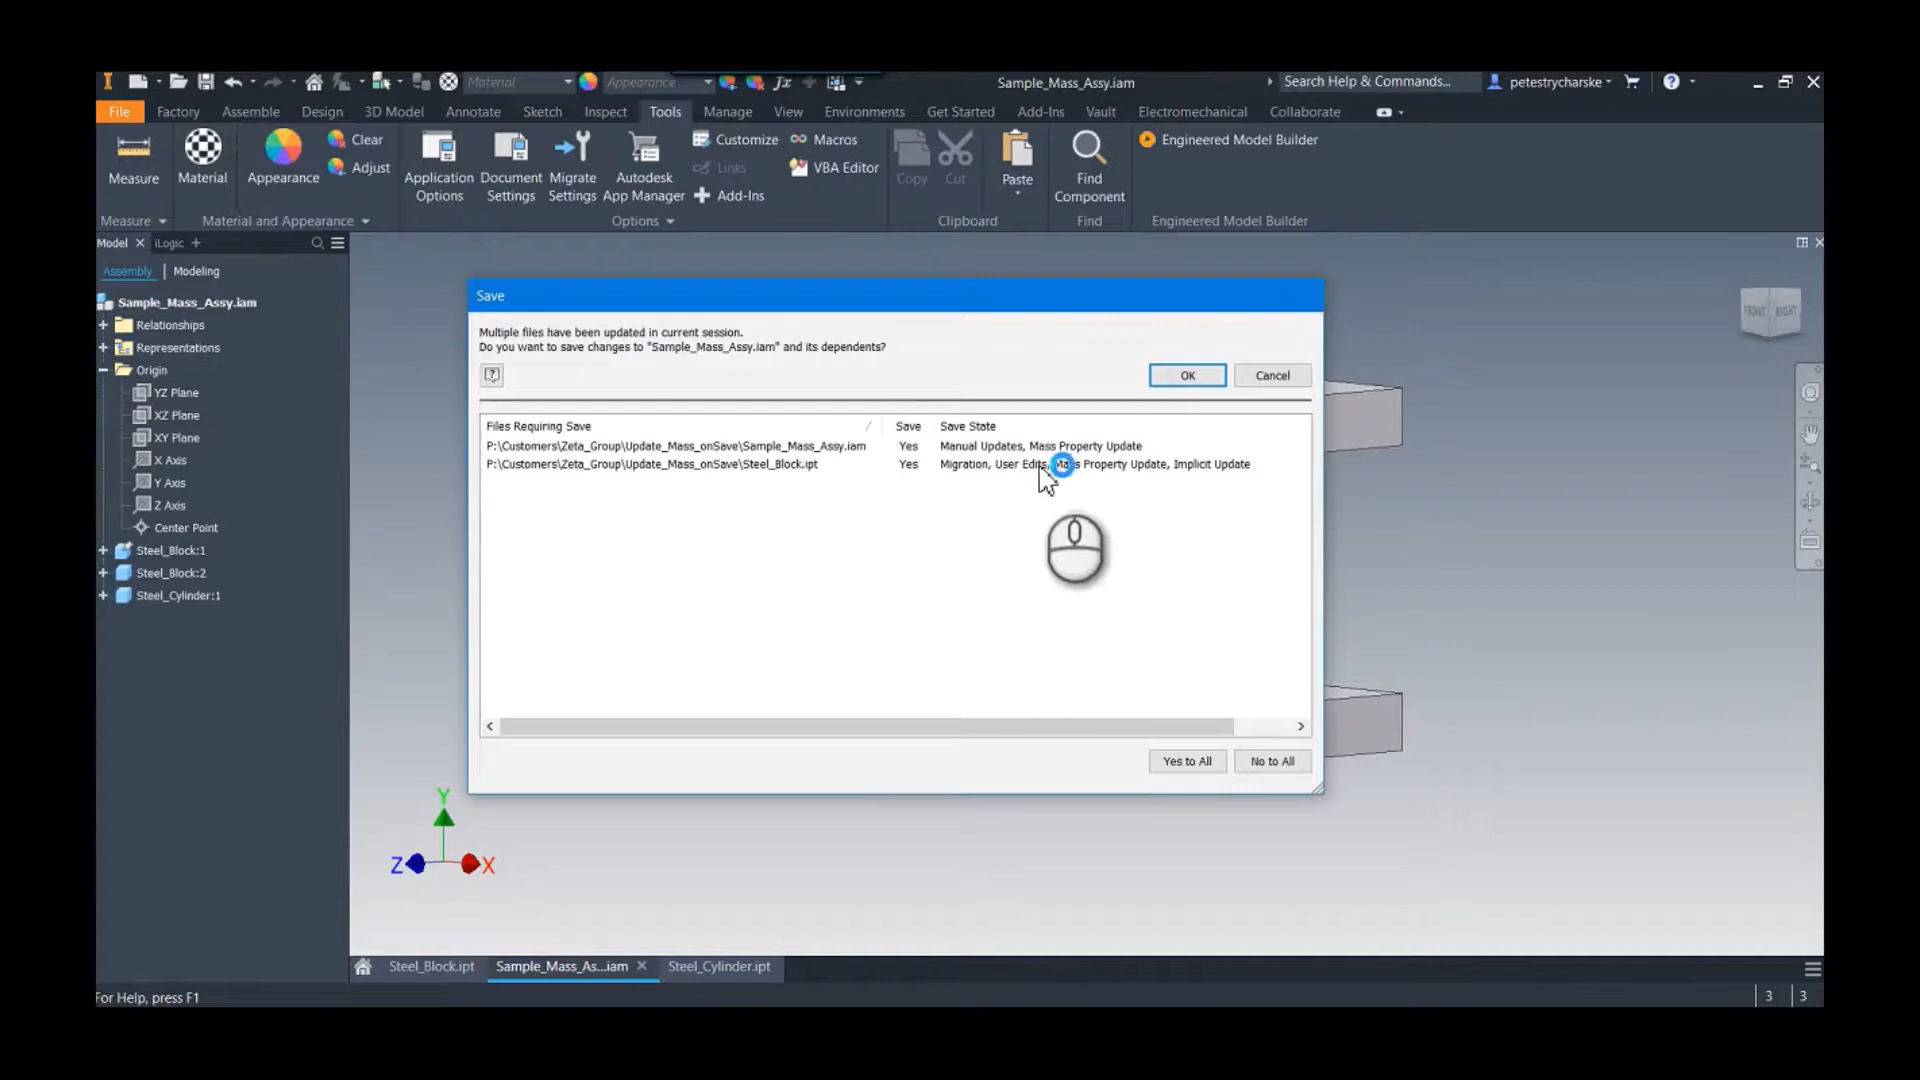 Material
Appearance
fx
Sample_Mass_Assy.iam
Search Help & Commands...
petestrycharske
File
Factory
Assemble
Design
3D Model
Annotate
Sketch
Inspect
Tools
Manage
View
Environments
Get Started
Add-Ins
Vault
Electromechanical
Collaborate
Measure
Material
Appearance
Clear
Adjust
Application
Options
Document
Settings
Migrate
Settings
Autodesk
App Manager
Customize
Links
Add-Ins
Macros
VBA Editor
Copy
Cut
Paste
Find
Component
Engineered Model Builder
Measure
Material and Appearance
Options
Clipboard
Find
Engineered Model Builder
Model
iLogic
Assembly
Modeling
Sample_Mass_Assy.iam
Relationships
Representations
Origin
YZ Plane
XZ Plane
XY Plane
X Axis
Y Axis
Z Axis
Center Point
Steel_Block:1
Steel_Block:2
Steel_Cylinder:1
FRONT RIGHT
Save
Multiple files have been updated in current session.
Do you want to save changes to "Sample_Mass_Assy.iam" and its dependents?
OK
Cancel
Files Requiring Save
Save
Save State
P:\Customers\Zeta_Group\Update_Mass_onSave\Sample_Mass_Assy.iam
Yes
Manual Updates, Mass Property Update
P:\Customers\Zeta_Group\Update_Mass_onSave\Steel_Block.ipt
Yes
Migration, User Edits, Mass Property Update, Implicit Update
Yes to All
No to All
Y
Z
X
Steel_Block.ipt
Sample_Mass_As...iam
Steel_Cylinder.ipt
For Help, press F1
3
3